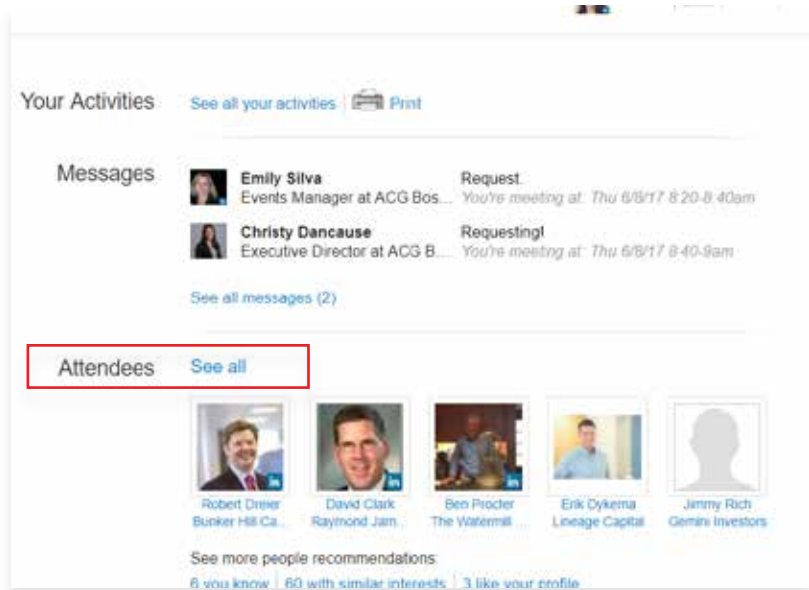 Your Activities See all your activities Print
Messages
Emily Silva Request.
Events Manager at ACG Bos... You're meeting at: Thu 6/8/17 8:20-8:40am
Christy Dancause Requesting!
Executive Director at ACG B... You're meeting at: Thu 6/8/17 8:40-9am
See all messages (2)
Attendees See all
in in in
Robert Dreier David Clark Ben Procter Erik Dykema Jimmy Rich
Bunker Hill Ca... Raymond Jam... The Watermill ... Lineage Capital Gemini Investors
See more people recommendations:
6 you know 60 with similar interests 3 like your profile